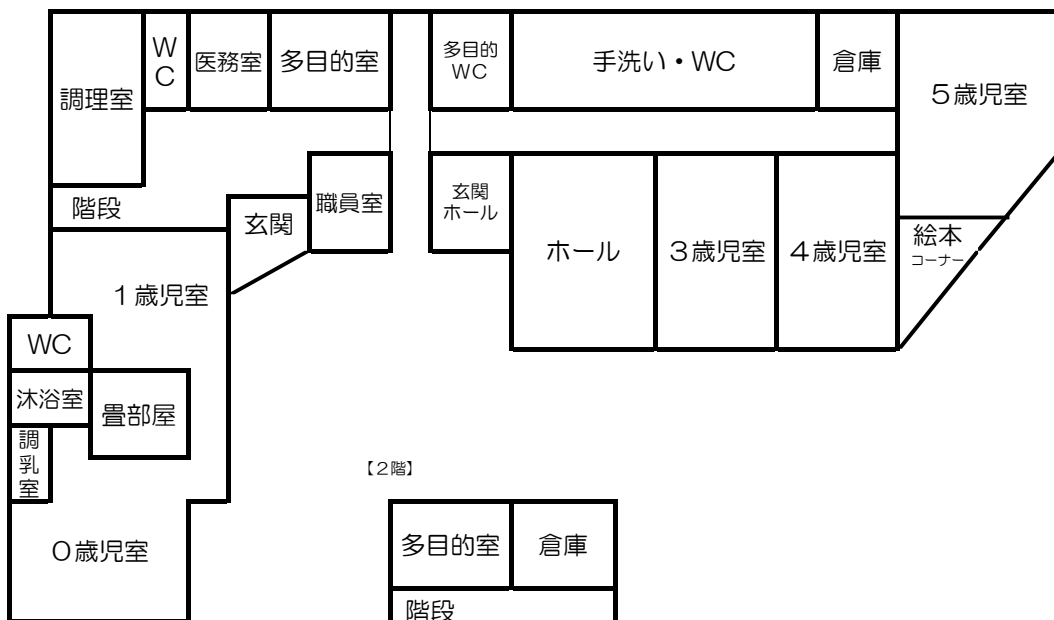 調理室
WC
医務室
多目的室
多目的
WC
手洗い・WC
倉庫
５歳児室
階段
玄関
職員室
玄関
ホール
ホール
３歳児室
４歳児室
絵本
コーナー
１歳児室
WC
沐浴室
畳部屋
調乳室
０歳児室
【２階】
多目的室
倉庫
階段